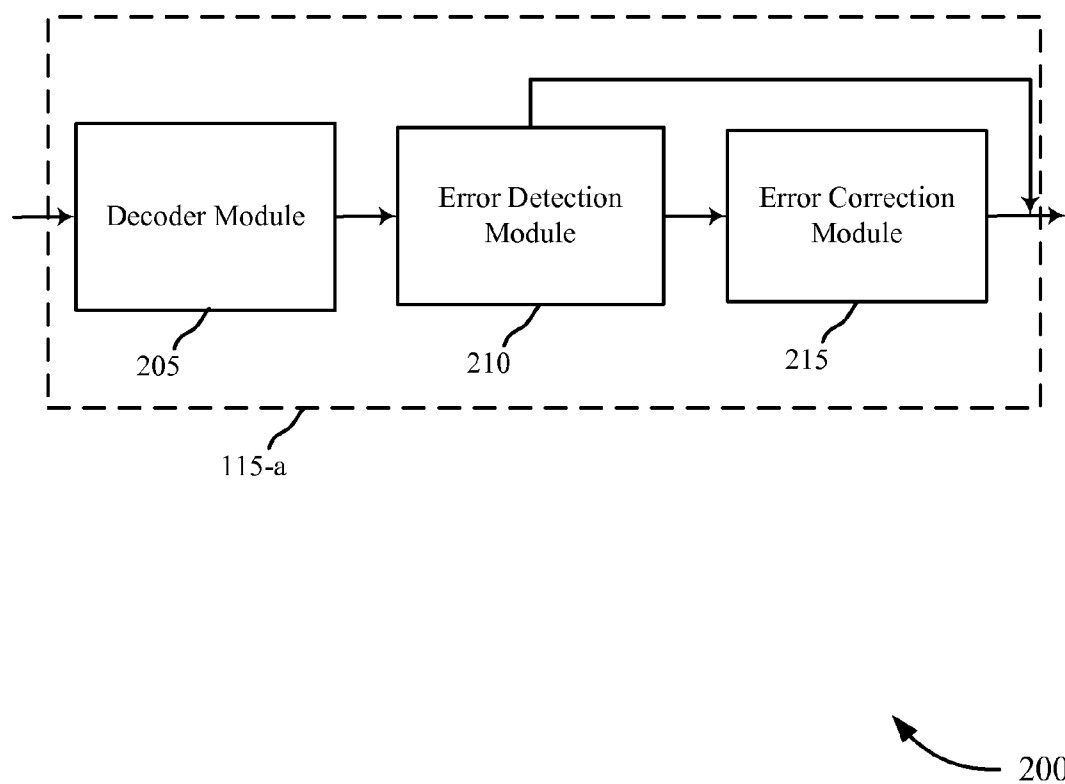 Decoder Module
Error Detection
Module
Error Correction
Module
205
210
215
115-a
200